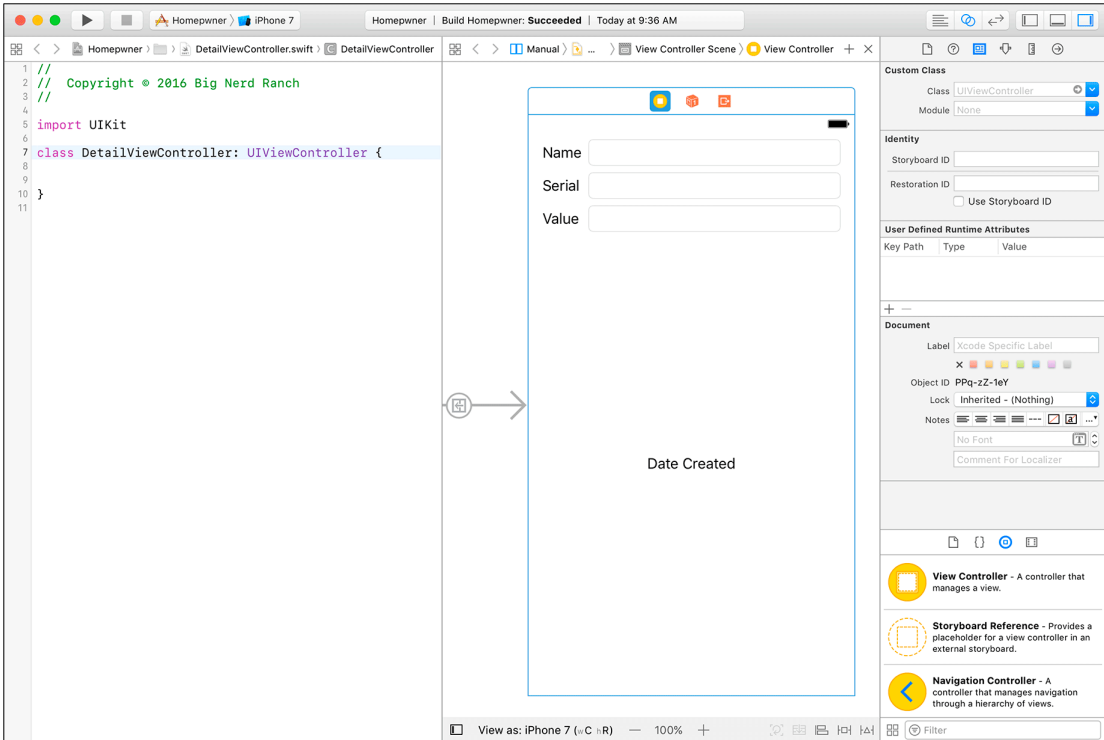 Homepwner iPhone 7
Homepwner | Build Homepwner: Succeeded | Today at 9:36 AM
Homepwner DetailViewController.swift DetailViewController
Manual ... View Controller Scene View Controller
1 //
2 //  Copyright © 2016 Big Nerd Ranch
3 //
4
5 import UIKit
6
7 class DetailViewController: UIViewController {
8
9
10 }
11
Name
Serial
Value
Date Created
View as: iPhone 7 (wC hR) — 100% +
Custom Class
Class UIViewController
Module None
Identity
Storyboard ID
Restoration ID
Use Storyboard ID
User Defined Runtime Attributes
Key Path Type Value
Document
Label Xcode Specific Label
Object ID PPq-zZ-1eY
Lock Inherited - (Nothing)
Notes
No Font
Comment For Localizer
View Controller - A controller that
manages a view.
Storyboard Reference - Provides a
placeholder for a view controller in an
external storyboard.
Navigation Controller - A
controller that manages navigation
through a hierarchy of views.
Filter